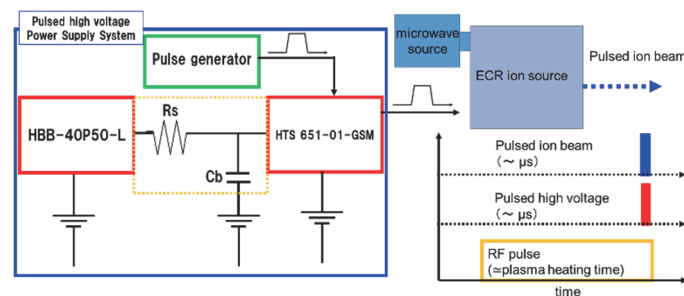 Pulsed high voltage
Power Supply System
Pulse generator
HBB-40P50-L
Rs
Cb
HTS 651-01-GSM
microwave
source
ECR ion source
Pulsed ion beam
Pulsed ion beam
(～ μs)
Pulsed high voltage
(～ μs)
RF pulse
(≃plasma heating time)
time